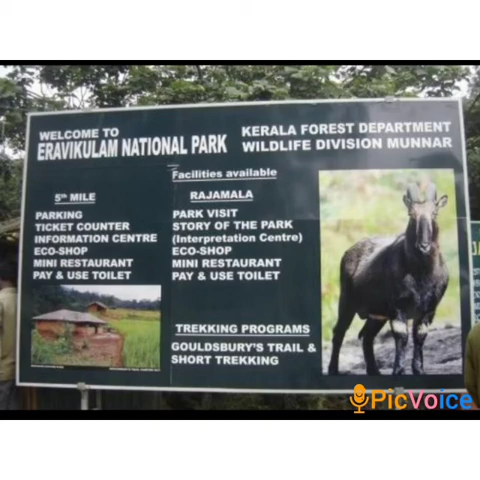 WELCOME TO
ERAVIKULAM NATIONAL PARK
KERALA FOREST DEPARTMENT
WILDLIFE DIVISION MUNNAR
Facilities available
5th MILE
PARKING
TICKET COUNTER
INFORMATION CENTRE
ECO-SHOP
MINI RESTAURANT
PAY & USE TOILET
RAJAMALA
PARK VISIT
STORY OF THE PARK
(Interpretation Centre)
ECO-SHOP
MINI RESTAURANT
PAY & USE TOILET
TREKKING PROGRAMS
GOULDSBURY'S TRAIL &
SHORT TREKKING
PicVoice